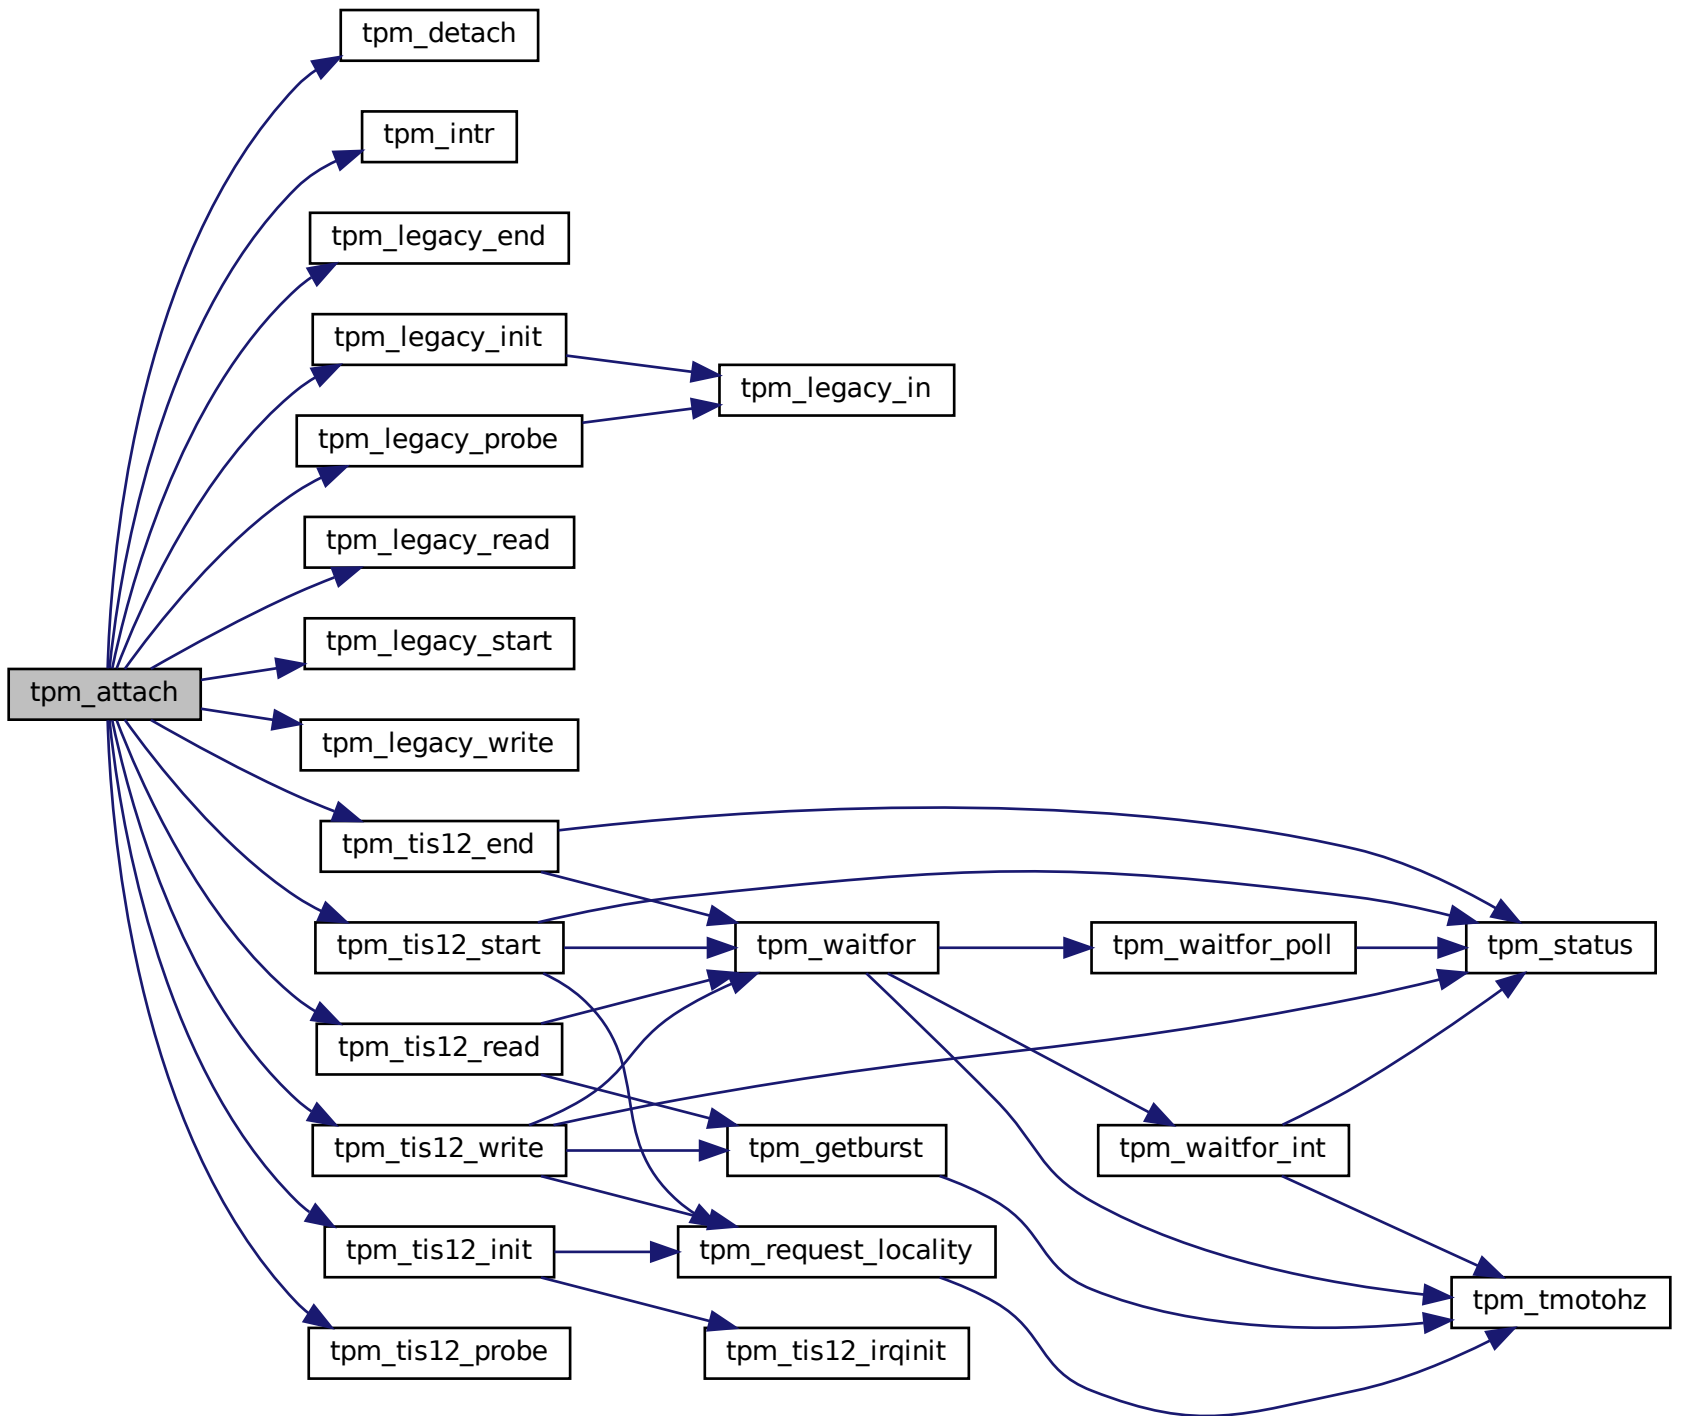 tpm_detach
tpm_intr
tpm_legacy_end
tpm_legacy_init
tpm_legacy_in
tpm_legacy_probe
tpm_legacy_read
tpm_legacy_start
tpm_attach
tpm_legacy_write
tpm_tis12_end
tpm_tis12_start
tpm_waitfor
tpm_waitfor_poll
tpm_status
tpm_tis12_read
tpm_tis12_write
tpm_getburst
tpm_waitfor_int
tpm_tis12_init
tpm_request_locality
tpm_tmotohz
tpm_tis12_probe
tpm_tis12_irqinit